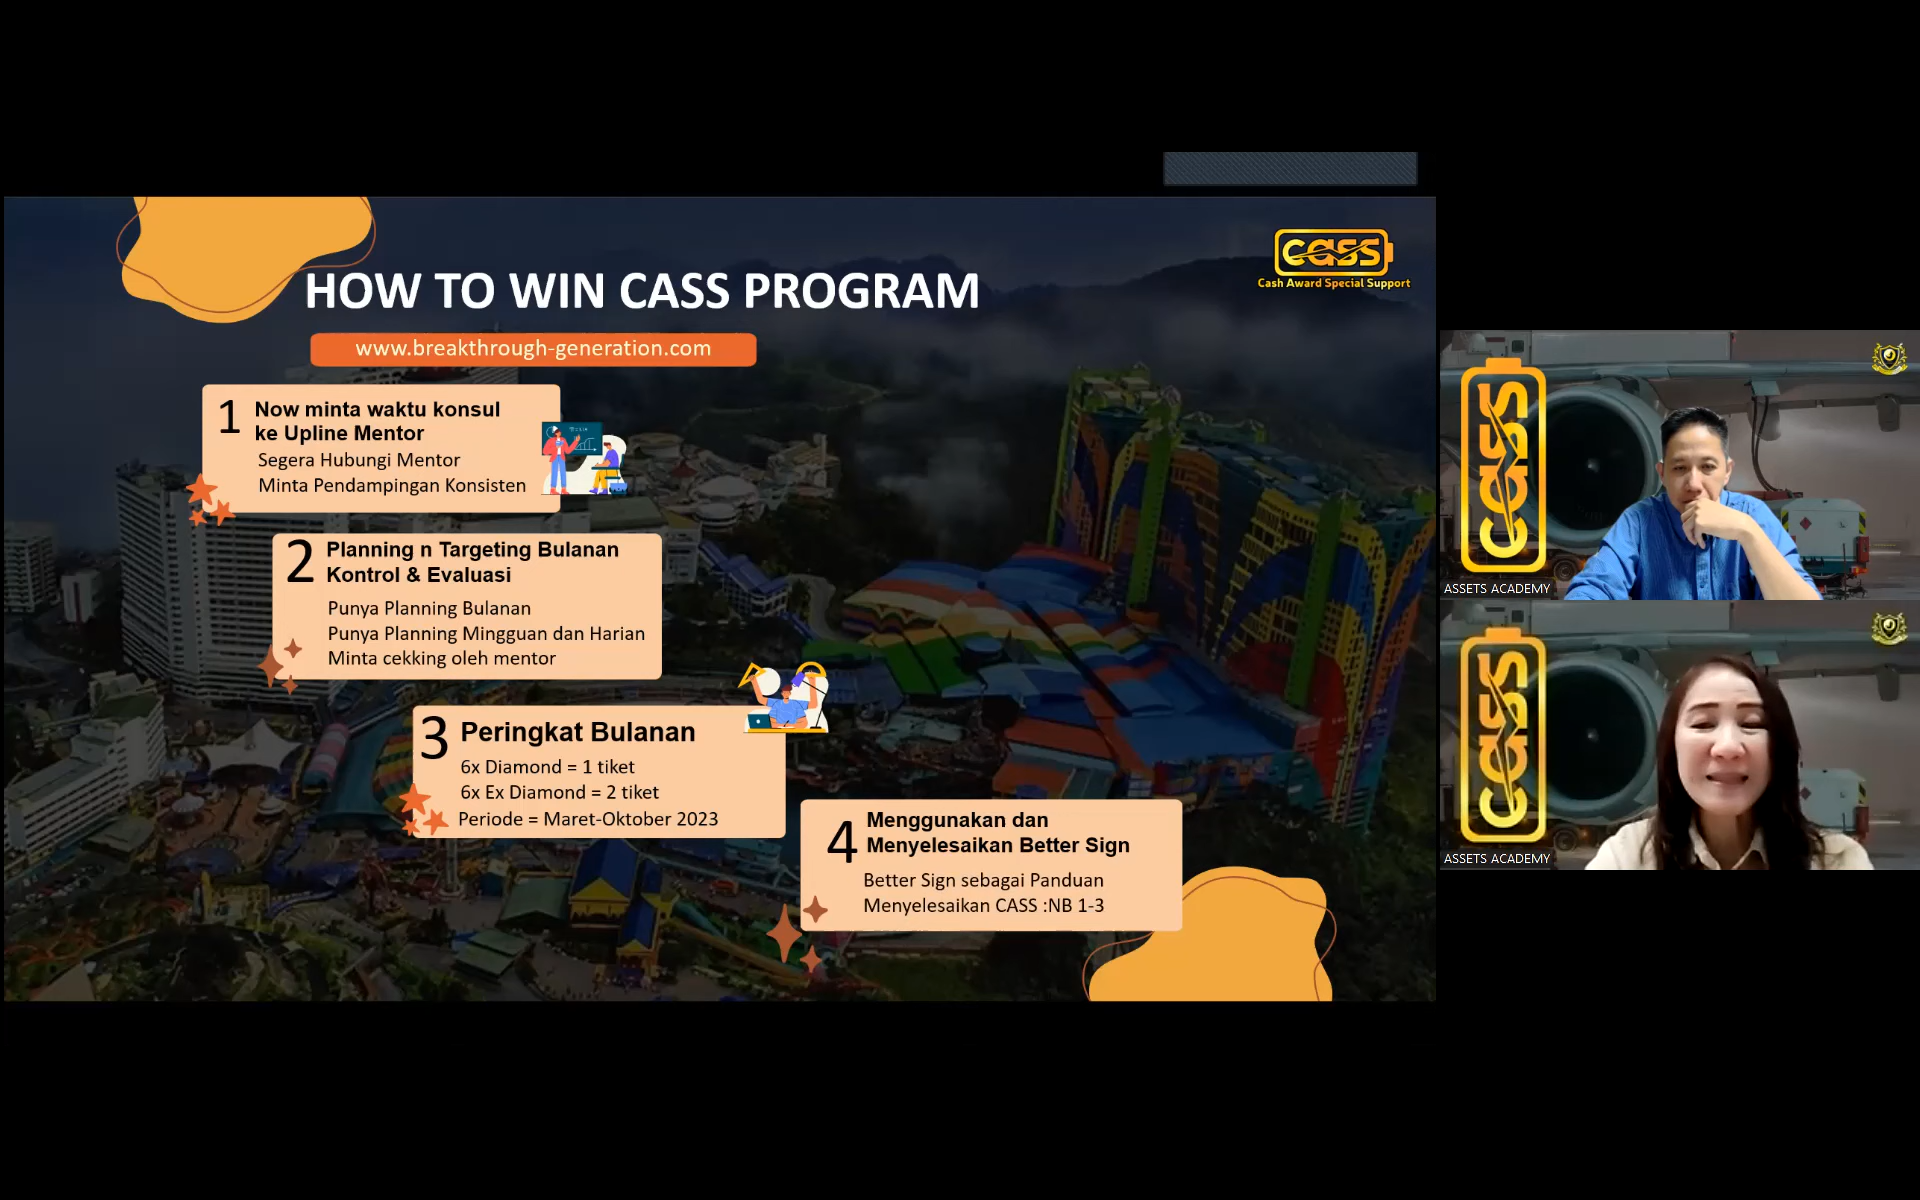 HOW TO WIN CASS PROGRAM
cass
Cash Award Special Support
www.breakthrough-generation.com
1
Now minta waktu konsul
ke Upline Mentor
Segera Hubungi Mentor
Minta Pendampingan Konsisten
2
Planning n Targeting Bulanan
Kontrol & Evaluasi
Punya Planning Bulanan
Punya Planning Mingguan dan Harian
Minta cekking oleh mentor
3
Peringkat Bulanan
6x Diamond = 1 tiket
6x Ex Diamond = 2 tiket
Periode = Maret-Oktober 2023
4
Menggunakan dan
Menyelesaikan Better Sign
Better Sign sebagai Panduan
Menyelesaikan CASS :NB 1-3
cass
ASSETS ACADEMY
cass
ASSETS ACADEMY